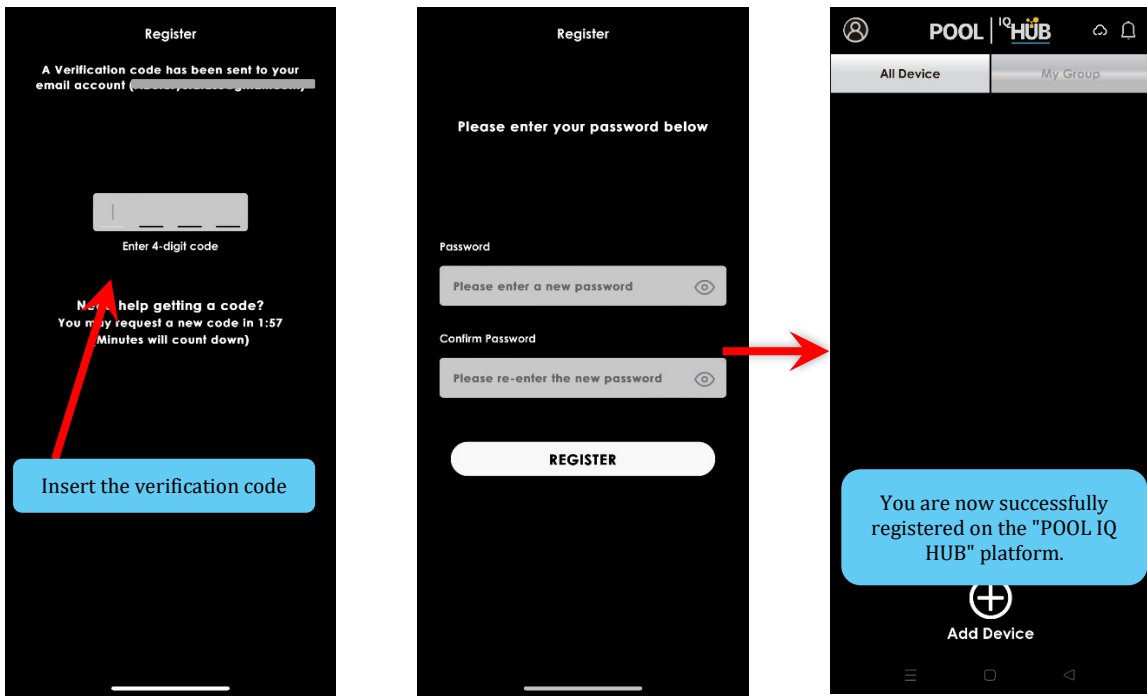 Register
A Verification code has been sent to your
email account (
Enter 4-digit code
help getting a code?
You may request a new code in 1:57
Minutes will count down)
Insert the verification code
Register
Please enter your password below
Password
Please enter a new password
Confirm Password
Please re-enter the new password
REGISTER
POOL IQ HUB
All Device
My Group
You are now successfully
registered on the "POOL IQ
HUB" platform.
Add Device